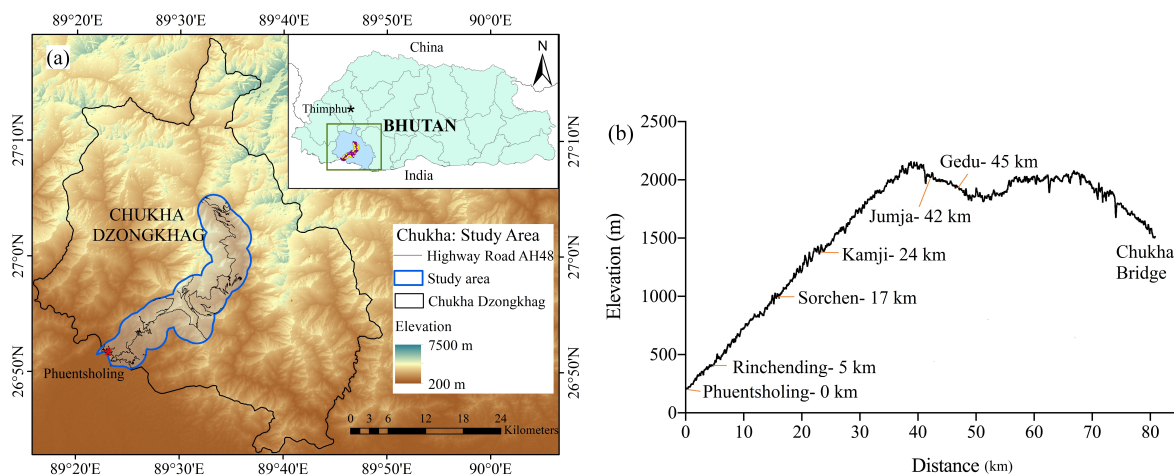 89°20'E 89°30'E 89°40'E 89°50'E 90°00'E
(a)
China
N
Thimphu
BHUTAN
India
27°10'N
27°0'N
26°50'N
27°10'N
27°0'N
26°50'N
CHUKHA
DZONGKHAG
Phuentsholing
Chukha: Study Area
Highway Road AH48
Study area
Chukha Dzongkhag
Elevation
7500 m
200 m
0 3 6 12 18 24
Kilometers
89°20'E 89°30'E 89°40'E 89°50'E 90°00'E
(b)
2500
2000
1500
1000
500
0
Elevation (m)
Gedu- 45 km
Jumja- 42 km
Kamji- 24 km
Chukha
Bridge
Sorchen- 17 km
Rinchending- 5 km
Phuentsholing- 0 km
0 10 20 30 40 50 60 70 80
Distance (km)